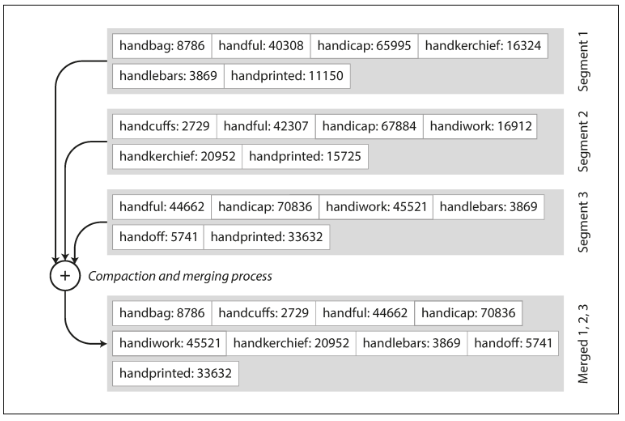 handbag: 8786 handful: 40308 handicap: 65995 handkerchief: 16324
handlebars: 3869 handprinted: 11150
Segment 1
handcuffs: 2729 handful: 42307 handicap: 67884 handiwork: 16912
handkerchief: 20952 handprinted: 15725
Segment 2
handful: 44662 handicap: 70836 handiwork: 45521 handlebars: 3869
handoff: 5741 handprinted: 33632
Segment 3
+ Compaction and merging process
handbag: 8786 handcuffs: 2729 handful: 44662 handicap: 70836
handiwork: 45521 handkerchief: 20952 handlebars: 3869 handoff: 5741
handprinted: 33632
Merged 1, 2, 3